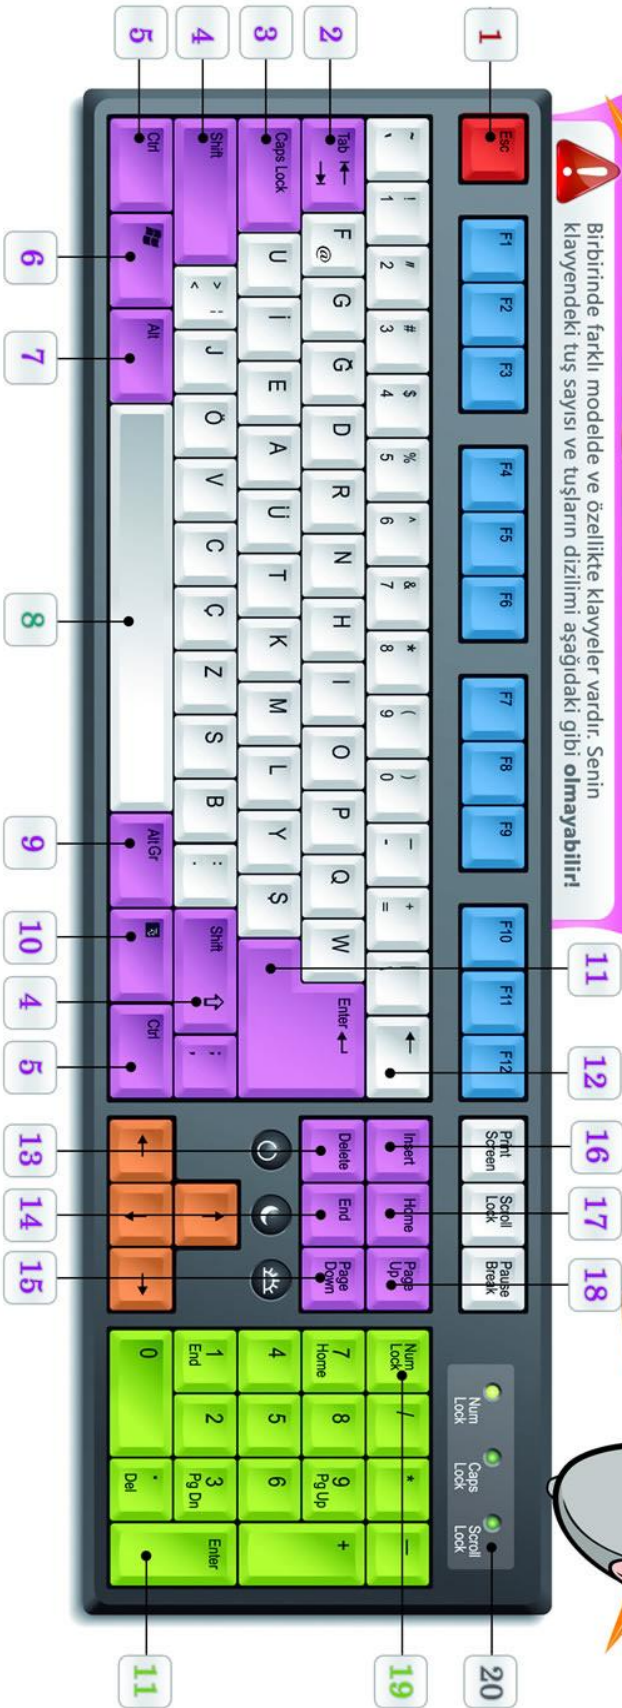 Birbirinde farklı modelde ve özellikte klavyeler vardır. Senin
klavyendeki tuş sayısı ve tuşların dizilimi aşağıdaki gibi olmayabilir!
1 11 12 16 17 18
Esc F1 F2 F3 F4 F5 F6 F7 F8 F9 F10 F11 F12
Print Screen Scroll Lock Pause Break
Num Lock Caps Lock Scroll Lock
20
~ ! " # $ % ^ & * ( ) _ +
1 2 3 4 5 6 7 8 9 0 - = ←
Insert Home Page Up
Num Lock / * —
19
2
Tab F @ G Ğ D R N H I O P Q W Enter
Delete End Page Down
7 Home 8 9 Pg Up +
3
Caps Lock U İ E A Ü T K M L Y Ş
4 5 6
4
Shift > < J Ö V C Ç Z S B : . Shift ; ,
↑
1 End 2 3 Pg Dn Enter
11
5
Ctrl Alt Alt Gr Ctrl
← ↓ →
0 . Del
6 7 8 9 10 4 5 13 14 15